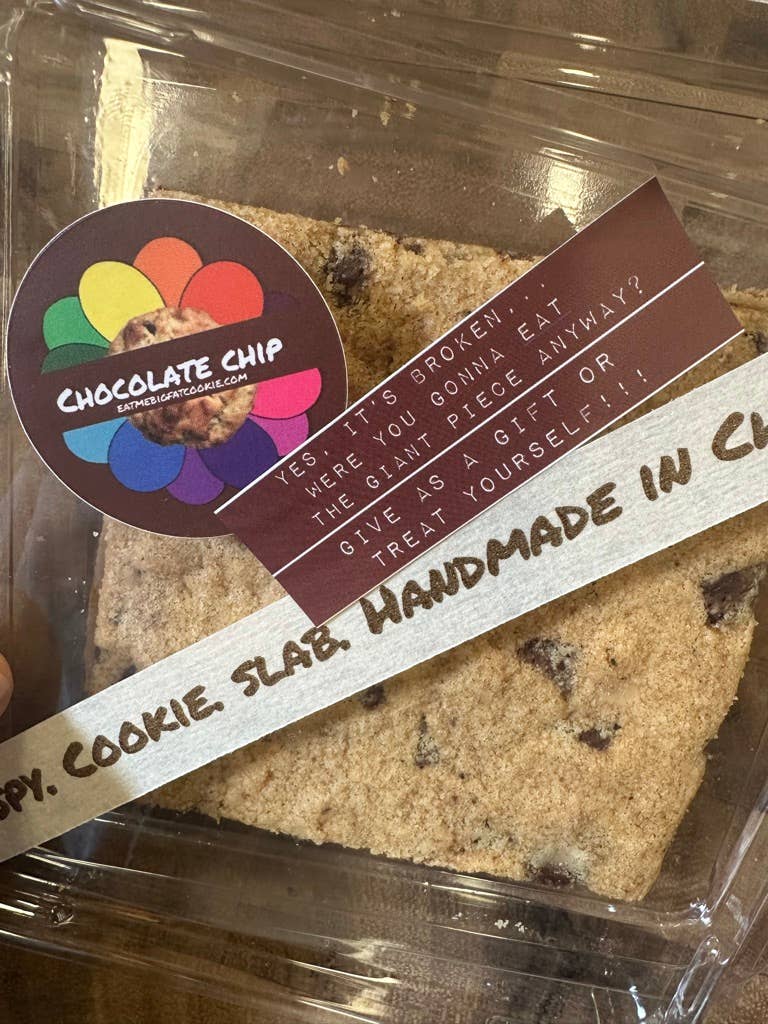 CHOCOLATE CHIP
EATMEBIGFATCOOKIE.COM
YES, IT'S BROKEN...
WERE YOU GONNA EAT
THE GIANT PIECE ANYWAY?
GIVE AS A GIFT OR
TREAT YOURSELF!!!
COOKIE. SLAB. HANDMADE IN